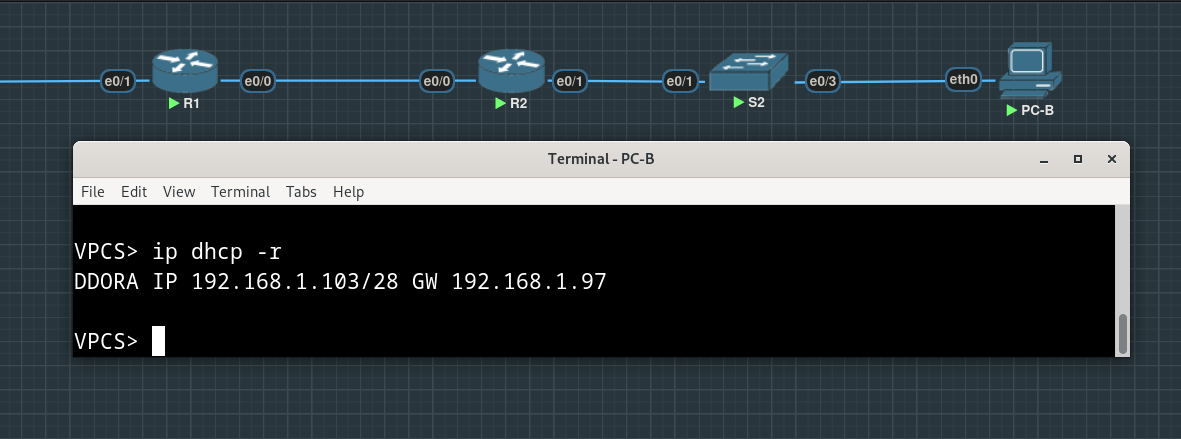 e0/1 e0/0 e0/0 e0/1 e0/1 e0/3 eth0
R1 R2 S2 PC-B
Terminal - PC-B
File Edit View Terminal Tabs Help
VPCS> ip dhcp -r
DDORA IP 192.168.1.103/28 GW 192.168.1.97
VPCS>